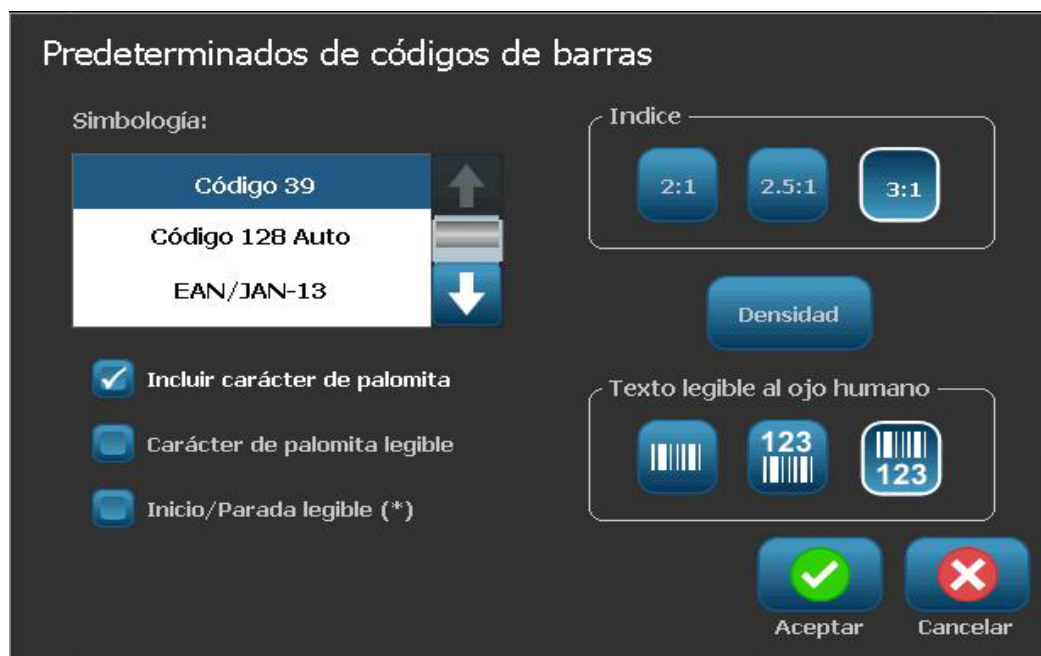 Predeterminados de códigos de barras
Simbología:
Código 39
Código 128 Auto
EAN/JAN-13
Incluir carácter de palomita
Carácter de palomita legible
Inicio/Parada legible (*)
Indice
2:1 2.5:1 3:1
Densidad
Texto legible al ojo humano
123
123
Aceptar Cancelar